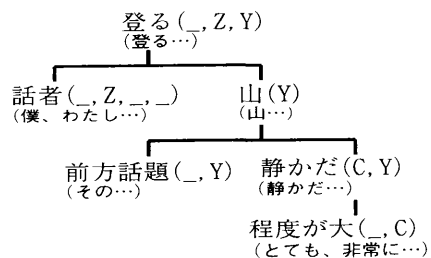 登る(_,Z,Y)
(登る…)
話者(_,Z,_,_)
(僕、わたし…)
山(Y)
(山…)
前方話題(_,Y)
(その…)
静かだ(C,Y)
(静かだ…)
程度が大(_,C)
(とても、非常に…)